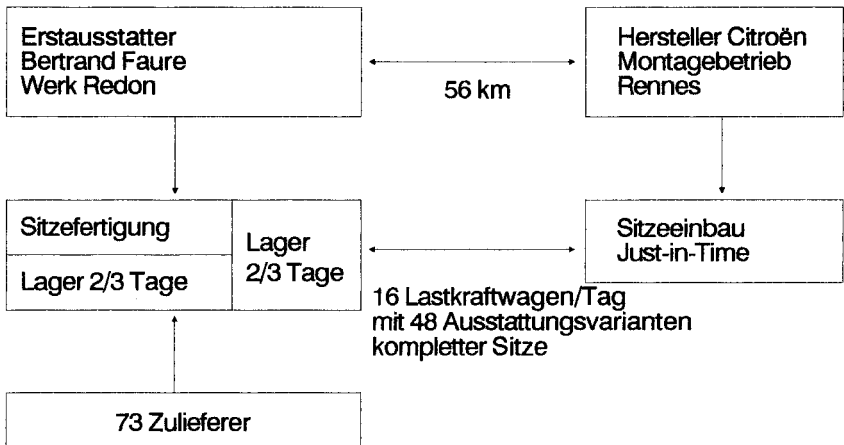 Erstausstatter
Bertrand Faure
Werk Redon
56 km
Hersteller Citroën
Montagebetrieb
Rennes
Sitzefertigung
Lager 2/3 Tage
Lager
2/3 Tage
Sitzeeinbau
Just-in-Time
16 Lastkraftwagen/Tag
mit 48 Ausstattungsvarianten
kompletter Sitze
73 Zulieferer